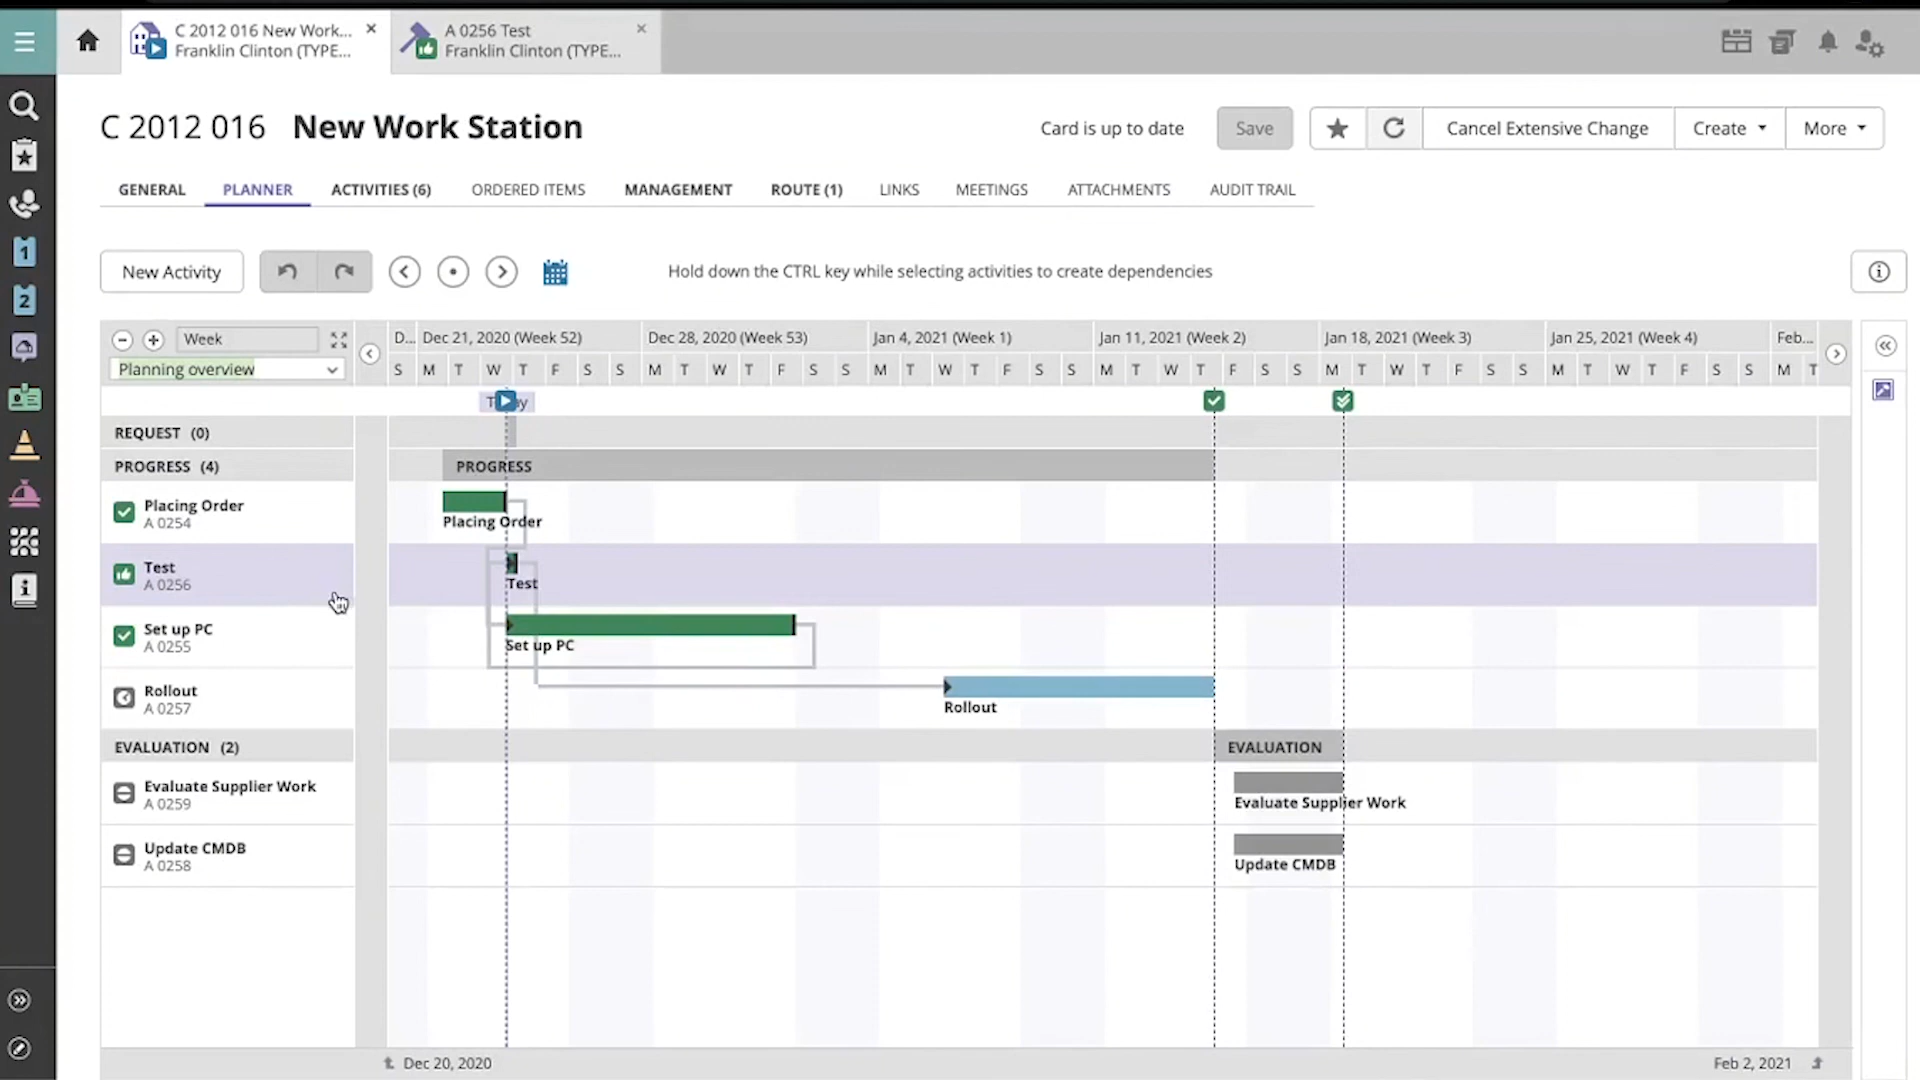 C 2012 016 New Work...
Franklin Clinton (TYPE...
A 0256 Test
Franklin Clinton (TYPE...
C 2012 016 New Work Station
Card is up to date
Save
Cancel Extensive Change
Create
More
GENERAL
PLANNER
ACTIVITIES (6)
ORDERED ITEMS
MANAGEMENT
ROUTE (1)
LINKS
MEETINGS
ATTACHMENTS
AUDIT TRAIL
1
2
New Activity
Hold down the CTRL key while selecting activities to create dependencies
Week
D... Dec 21, 2020 (Week 52) Dec 28, 2020 (Week 53) Jan 4, 2021 (Week 1) Jan 11, 2021 (Week 2) Jan 18, 2021 (Week 3) Jan 25, 2021 (Week 4) Feb...
Planning overview
S M T W T F S S M T W T F S S M T W T F S S M T W T F S S M T W T F S S M T W T F S S M T
REQUEST (0)
PROGRESS (4)
PROGRESS
Placing Order
A 0254
Placing Order
Test
A 0256
Test
Set up PC
A 0255
Set up PC
Rollout
A 0257
Rollout
EVALUATION (2)
EVALUATION
Evaluate Supplier Work
A 0259
Evaluate Supplier Work
Update CMDB
A 0258
Update CMDB
Dec 20, 2020
Feb 2, 2021